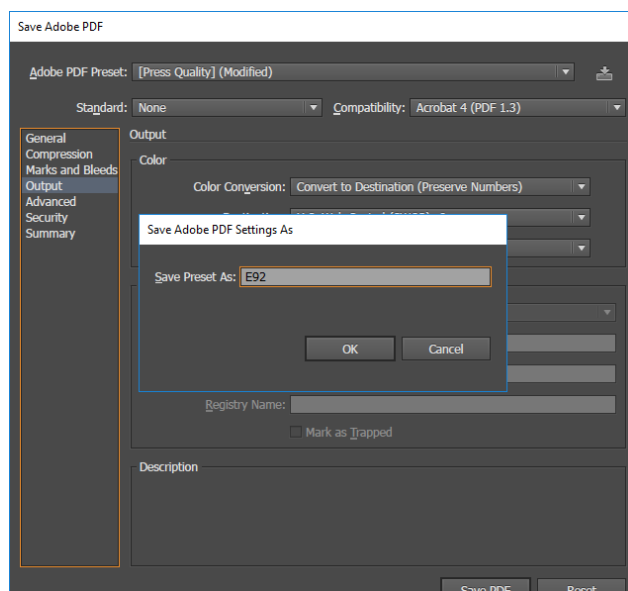 Save Adobe PDF
Adobe PDF Preset: [Press Quality] (Modified)
Standard: None Compatibility: Acrobat 4 (PDF 1.3)
General
Compression
Marks and Bleeds
Output
Advanced
Security
Summary
Output
Color
Color Conversion: Convert to Destination (Preserve Numbers)
Save Adobe PDF Settings As
Save Preset As: E92
OK Cancel
Registry Name:
Mark as Trapped
Description
Save PDF Reset